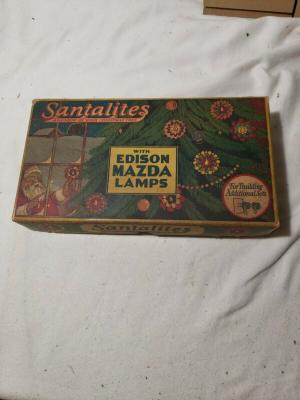 Santalites
WITH
EDISON
MAZDA
LAMPS
For Building
Additional Sets
Santalites